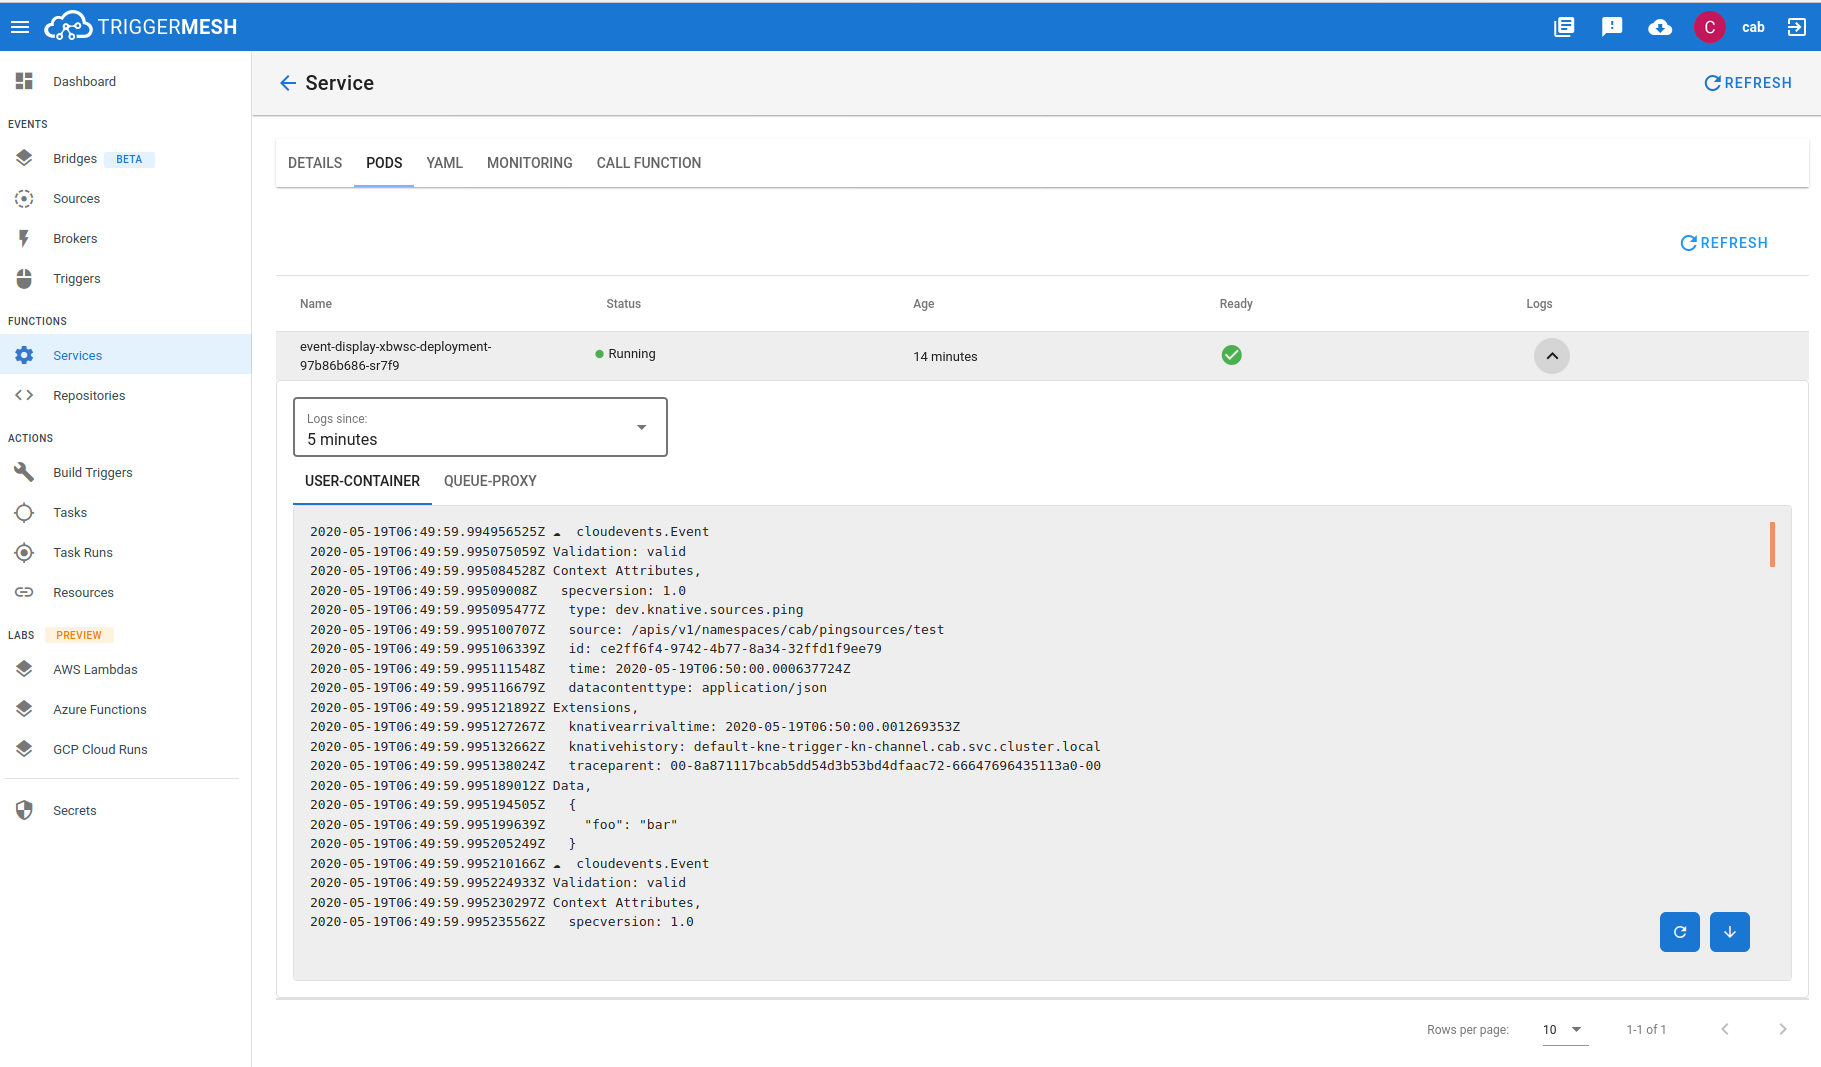 TRIGGERMESH
C
cab
Dashboard
EVENTS
Bridges BETA
Sources
Brokers
Triggers
FUNCTIONS
Services
Repositories
ACTIONS
Build Triggers
Tasks
Task Runs
Resources
LABS PREVIEW
AWS Lambdas
Azure Functions
GCP Cloud Runs
Secrets
Service
REFRESH
DETAILS PODS YAML MONITORING CALL FUNCTION
REFRESH
Name Status Age Ready Logs
event-display-xbwsc-deployment-
97b86b686-sr7f9
Running
14 minutes
Logs since:
5 minutes
USER-CONTAINER QUEUE-PROXY
2020-05-19T06:49:59.994956525Z ☁  cloudevents.Event
2020-05-19T06:49:59.995075059Z Validation: valid
2020-05-19T06:49:59.995084528Z Context Attributes,
2020-05-19T06:49:59.99509008Z   specversion: 1.0
2020-05-19T06:49:59.995095477Z   type: dev.knative.sources.ping
2020-05-19T06:49:59.995100707Z   source: /apis/v1/namespaces/cab/pingsources/test
2020-05-19T06:49:59.995106339Z   id: ce2ff6f4-9742-4b77-8a34-32ffd1f9ee79
2020-05-19T06:49:59.995111548Z   time: 2020-05-19T06:50:00.000637724Z
2020-05-19T06:49:59.995116679Z   datacontenttype: application/json
2020-05-19T06:49:59.995121892Z Extensions,
2020-05-19T06:49:59.995127267Z   knativearrivaltime: 2020-05-19T06:50:00.001269353Z
2020-05-19T06:49:59.995132662Z   knativehistory: default-kne-trigger-kn-channel.cab.svc.cluster.local
2020-05-19T06:49:59.995138024Z   traceparent: 00-8a871117bcab5dd54d3b53bd4dfaac72-66647696435113a0-00
2020-05-19T06:49:59.995189012Z Data,
2020-05-19T06:49:59.995194505Z   {
2020-05-19T06:49:59.995199639Z     "foo": "bar"
2020-05-19T06:49:59.995205249Z   }
2020-05-19T06:49:59.995210166Z ☁  cloudevents.Event
2020-05-19T06:49:59.995224933Z Validation: valid
2020-05-19T06:49:59.995230297Z Context Attributes,
2020-05-19T06:49:59.995235562Z   specversion: 1.0
Rows per page: 10 1-1 of 1